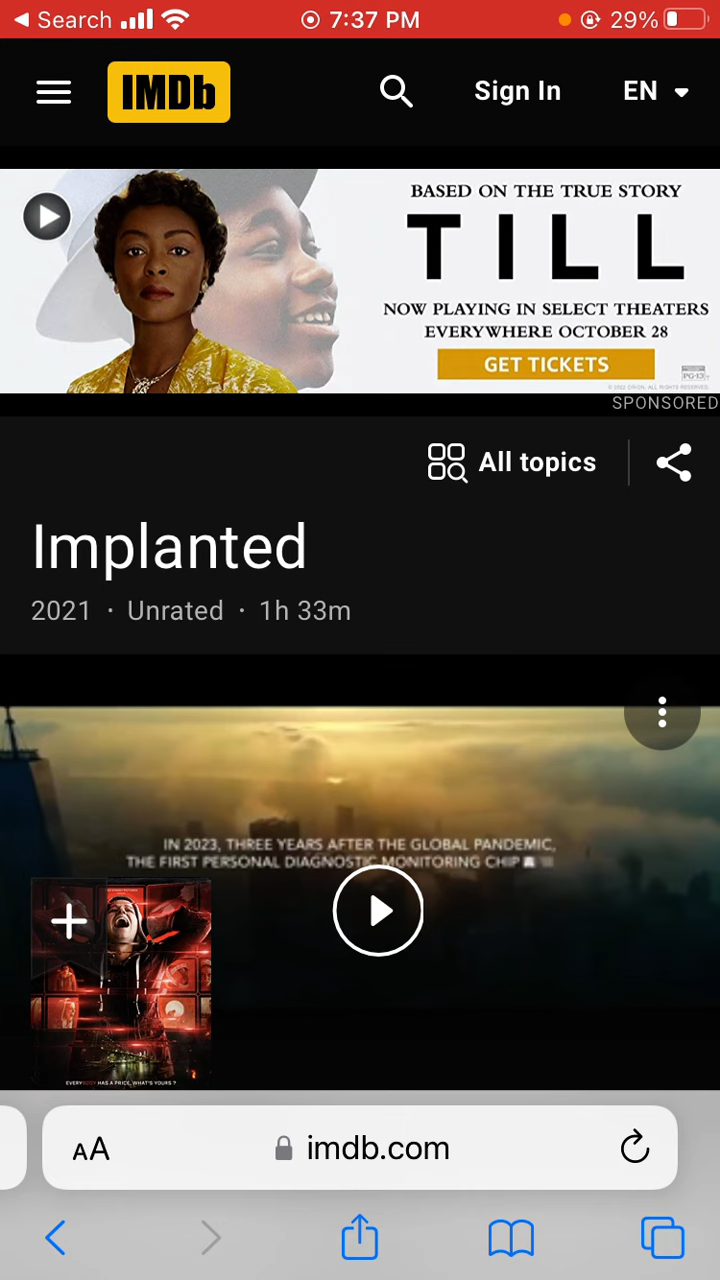 Search 7:37 PM 29%
IMDb Sign In EN
BASED ON THE TRUE STORY
TILL
NOW PLAYING IN SELECT THEATERS
EVERYWHERE OCTOBER 28
GET TICKETS
PG-13
SPONSORED
All topics
Implanted
2021 · Unrated · 1h 33m
IN 2023, THREE YEARS AFTER THE GLOBAL PANDEMIC,
THE FIRST PERSONAL DIAGNOSTIC MONITORING CHIP
EVERYBODY HAS A PRICE, WHAT'S YOURS ?
AA imdb.com